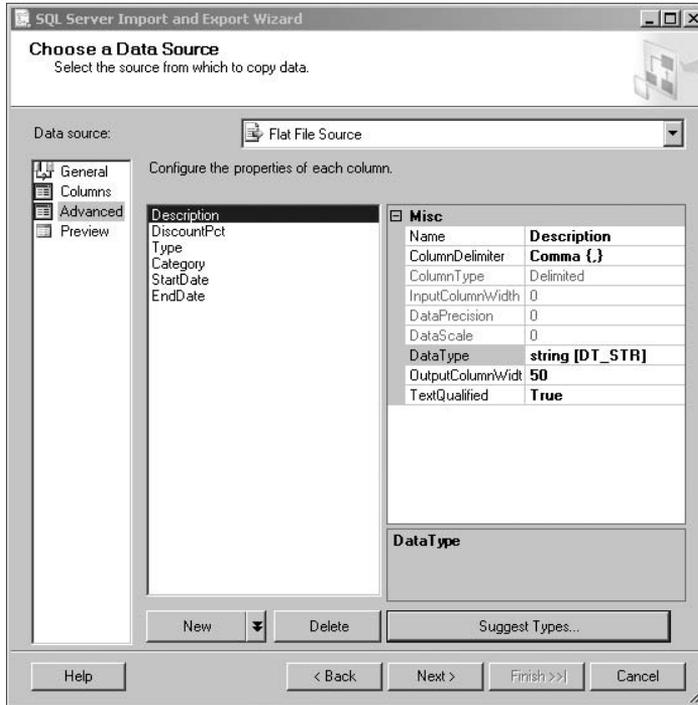 SQL Server Import and Export Wizard
Choose a Data Source
Select the source from which to copy data.
Data source:
Flat File Source
General
Columns
Advanced
Preview
Configure the properties of each column.
Description
DiscountPct
Type
Category
StartDate
EndDate
Misc
Name Description
ColumnDelimiter Comma {,}
ColumnType Delimited
InputColumnWidth 0
DataPrecision 0
DataScale 0
DataType string [DT_STR]
OutputColumnWidt 50
TextQualified True
DataType
New
Delete
Suggest Types...
Help
< Back
Next >
Finish >>|
Cancel